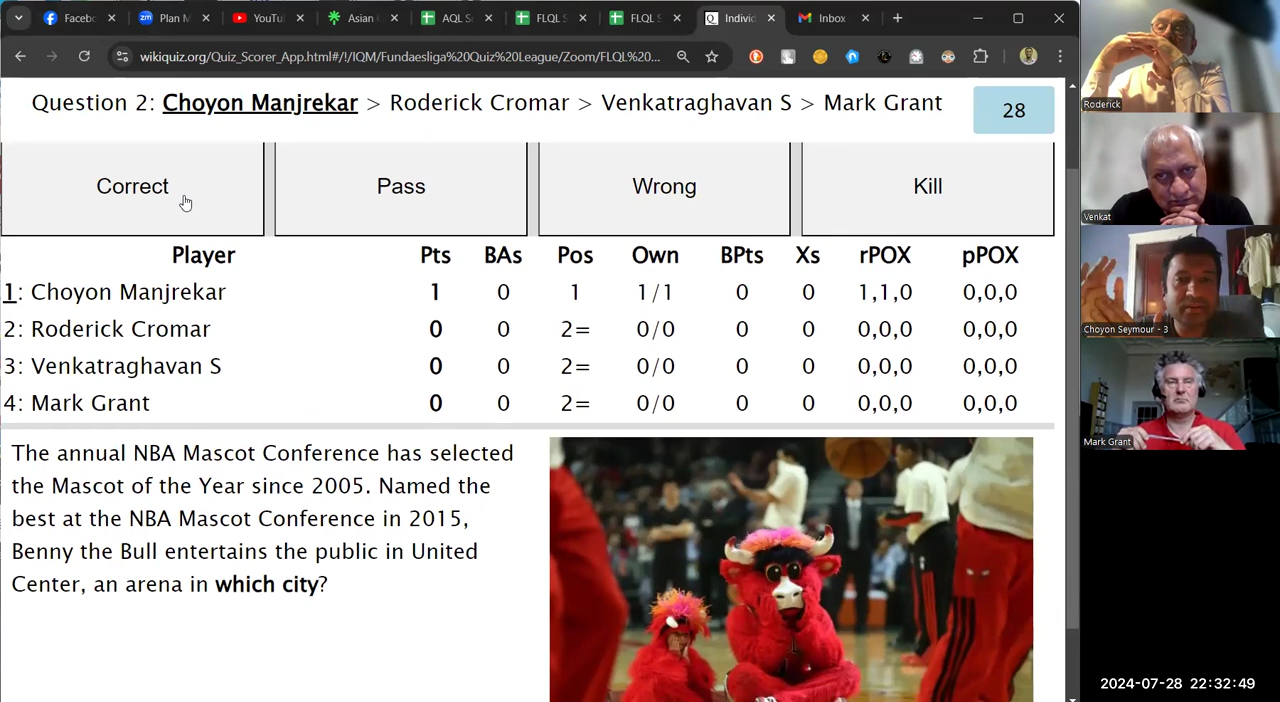 Facebc
Plan M
YouTu
Asian
AQL S
FLQL S
FLQL S
Individ
Inbox
wikiquiz.org/Quiz_Scorer_App.html#/!/IQM/Fundaesliga%20Quiz%20League/Zoom/FLQL%20...
Question 2: Choyon Manjrekar > Roderick Cromar > Venkatraghavan S > Mark Grant
28
Correct Pass Wrong Kill
Player Pts BAs Pos Own BPts Xs rPOX pPOX
1: Choyon Manjrekar 1 0 1 1/1 0 0 1,1,0 0,0,0
2: Roderick Cromar 0 0 2= 0/0 0 0 0,0,0 0,0,0
3: Venkatraghavan S 0 0 2= 0/0 0 0 0,0,0 0,0,0
4: Mark Grant 0 0 2= 0/0 0 0 0,0,0 0,0,0
The annual NBA Mascot Conference has selected
the Mascot of the Year since 2005. Named the
best at the NBA Mascot Conference in 2015,
Benny the Bull entertains the public in United
Center, an arena in which city?
Roderick
Venkat
Choyon Seymour - 3
Mark Grant
2024-07-28 22:32:49